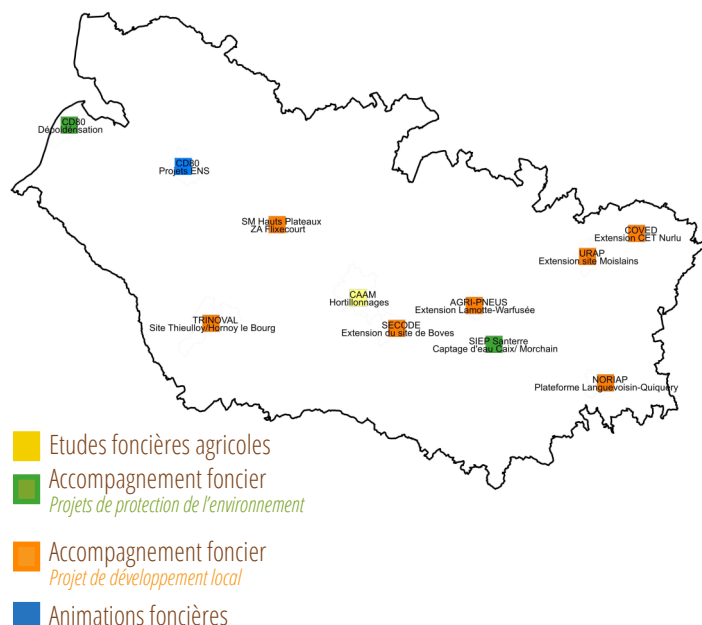 CD80
Dépoldérisation
CD80
Projets ENS
SM Hauts Plateaux
ZA Flixecourt
COVED
Extension CET Nurlu
URAP
Extension site Moislains
CAAM
Hortillonnages
AGRI-PNEUS
Extension Lamotte-Warfusée
TRINOVAL
Site Thieulloy/Hornoy le Bourg
SECODE
Extension du site de Boves
SIEP Santerre
Captage d'eau Caix/ Morchain
NORIAP
Plateforme Languevoisin-Quiquery
Etudes foncières agricoles
Accompagnement foncier
Projets de protection de l'environnement
Accompagnement foncier
Projet de développement local
Animations foncières